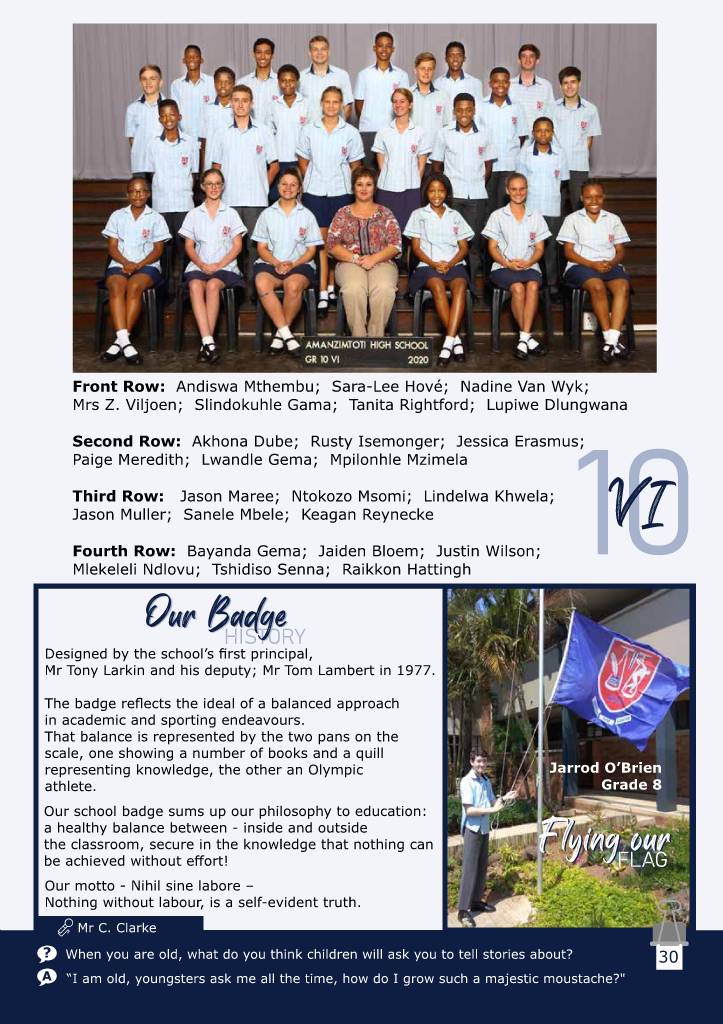 AMANZIMTOTI HIGH SCHOOL
GR 10 VI 2020
Front Row: Andiswa Mthembu; Sara-Lee Hové; Nadine Van Wyk;
Mrs Z. Viljoen; Slindokuhle Gama; Tanita Rightford; Lupiwe Dlungwana
Second Row: Akhona Dube; Rusty Isemonger; Jessica Erasmus;
Paige Meredith; Lwandle Gema; Mpilonhle Mzimela
Third Row: Jason Maree; Ntokozo Msomi; Lindelwa Khwela;
Jason Muller; Sanele Mbele; Keagan Reynecke
Fourth Row: Bayanda Gema; Jaiden Bloem; Justin Wilson;
Mlekeleli Ndlovu; Tshidiso Senna; Raikkon Hattingh
10
VI
Our Badge
HISTORY
Designed by the school's first principal,
Mr Tony Larkin and his deputy; Mr Tom Lambert in 1977.
The badge reflects the ideal of a balanced approach
in academic and sporting endeavours.
That balance is represented by the two pans on the
scale, one showing a number of books and a quill
representing knowledge, the other an Olympic
athlete.
Our school badge sums up our philosophy to education:
a healthy balance between - inside and outside
the classroom, secure in the knowledge that nothing can
be achieved without effort!
Our motto - Nihil sine labore –
Nothing without labour, is a self-evident truth.
Jarrod O'Brien
Grade 8
Flying our
FLAG
Mr C. Clarke
? When you are old, what do you think children will ask you to tell stories about?
A "I am old, youngsters ask me all the time, how do I grow such a majestic moustache?"
30